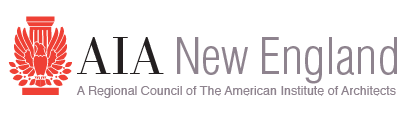 AIA New England
A Regional Council of The American Institute of Architects